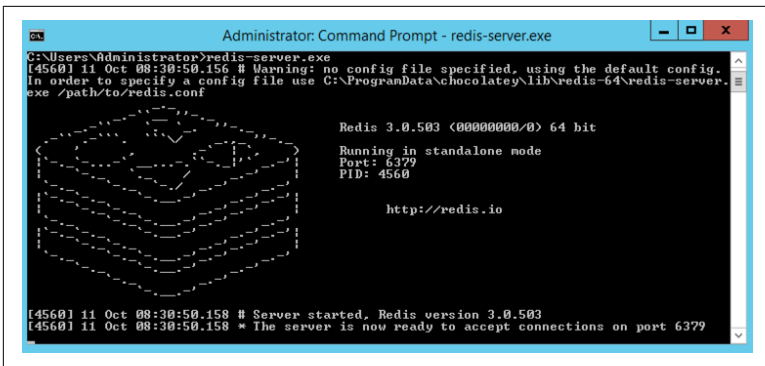 Administrator: Command Prompt - redis-server.exe
C:\Users\Administrator>redis-server.exe
[4560] 11 Oct 08:30:50.156 # Warning: no config file specified, using the default config.
In order to specify a config file use C:\ProgramData\chocolatey\lib\redis-64\redis-server.
exe /path/to/redis.conf
Redis 3.0.503 (00000000/0) 64 bit
Running in standalone mode
Port: 6379
PID: 4560
http://redis.io
[4560] 11 Oct 08:30:50.158 # Server started, Redis version 3.0.503
[4560] 11 Oct 08:30:50.158 * The server is now ready to accept connections on port 6379